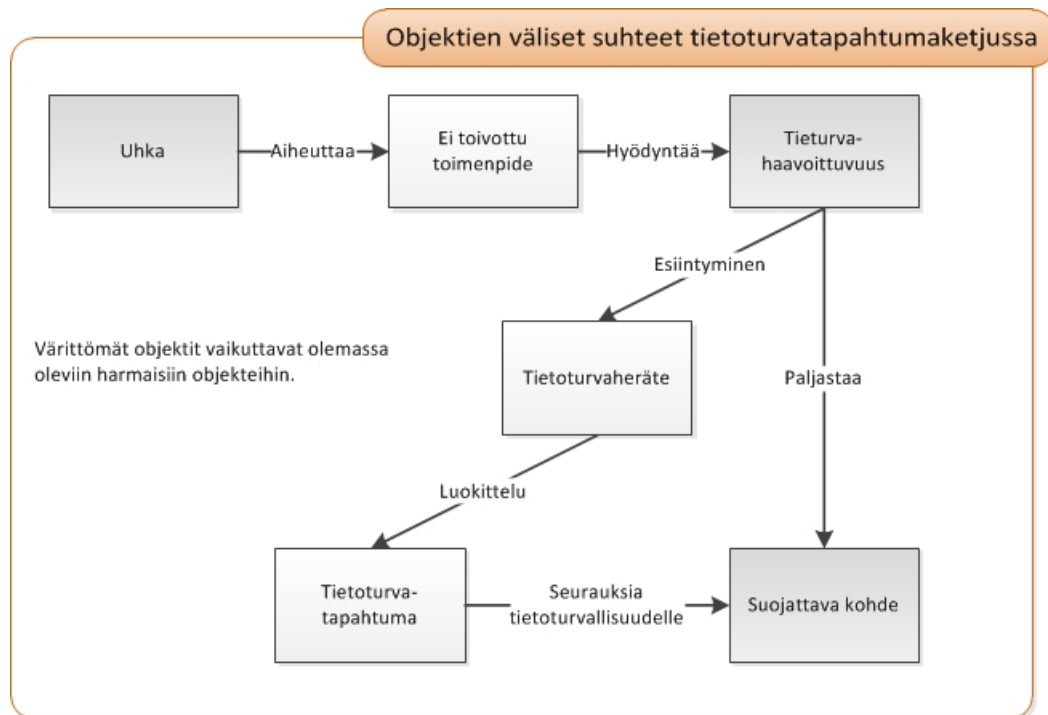 Objektien väliset suhteet tietoturvatapahtumaketjussa
Uhka
Aiheuttaa
Ei toivottu
toimenpide
Hyödyntää
Tieturva-
haavoittuvuus
Esiintyminen
Värittömät objektit vaikuttavat olemassa
oleviin harmaisiin objekteihin.
Tietoturvaheräte
Paljastaa
Luokittelu
Tietoturva-
tapahtuma
Seurauksia
tietoturvallisuudelle
Suojattava kohde